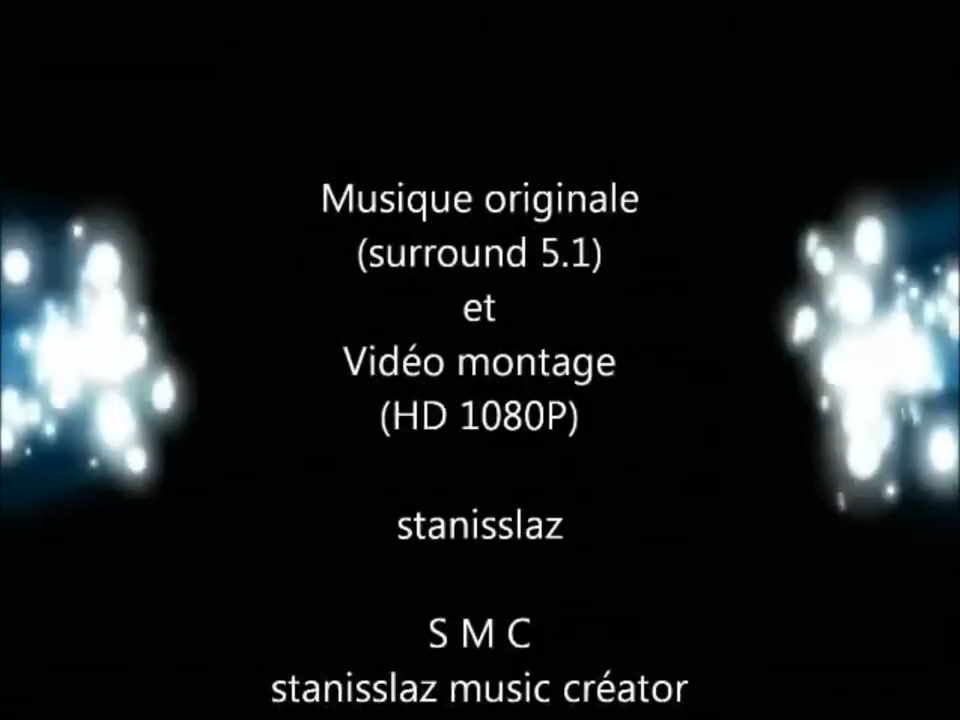 Musique originale
(surround 5.1)
et
Vidéo montage
(HD 1080P)
stanisslaz
S M C
stanisslaz music créator